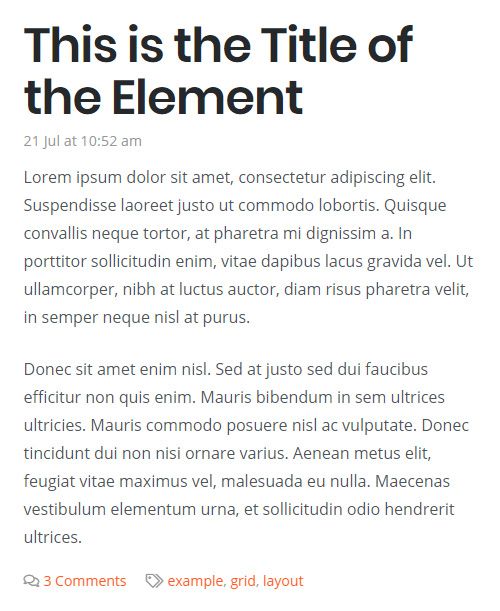 This is the Title of
the Element
21 Jul at 10:52 am
Lorem ipsum dolor sit amet, consectetur adipiscing elit.
Suspendisse laoreet justo ut commodo lobortis. Quisque
convallis neque tortor, at pharetra mi dignissim a. In
porttitor sollicitudin enim, vitae dapibus lacus gravida vel. Ut
ullamcorper, nibh at luctus auctor, diam risus pharetra velit,
in semper neque nisl at purus.
Donec sit amet enim nisl. Sed at justo sed dui faucibus
efficitur non quis enim. Mauris bibendum in sem ultrices
ultricies. Mauris commodo posuere nisl ac vulputate. Donec
tincidunt dui non nisi ornare varius. Aenean metus elit,
feugiat vitae maximus vel, malesuada eu nulla. Maecenas
vestibulum elementum urna, et sollicitudin odio hendrerit
ultrices.
3 Comments example, grid, layout